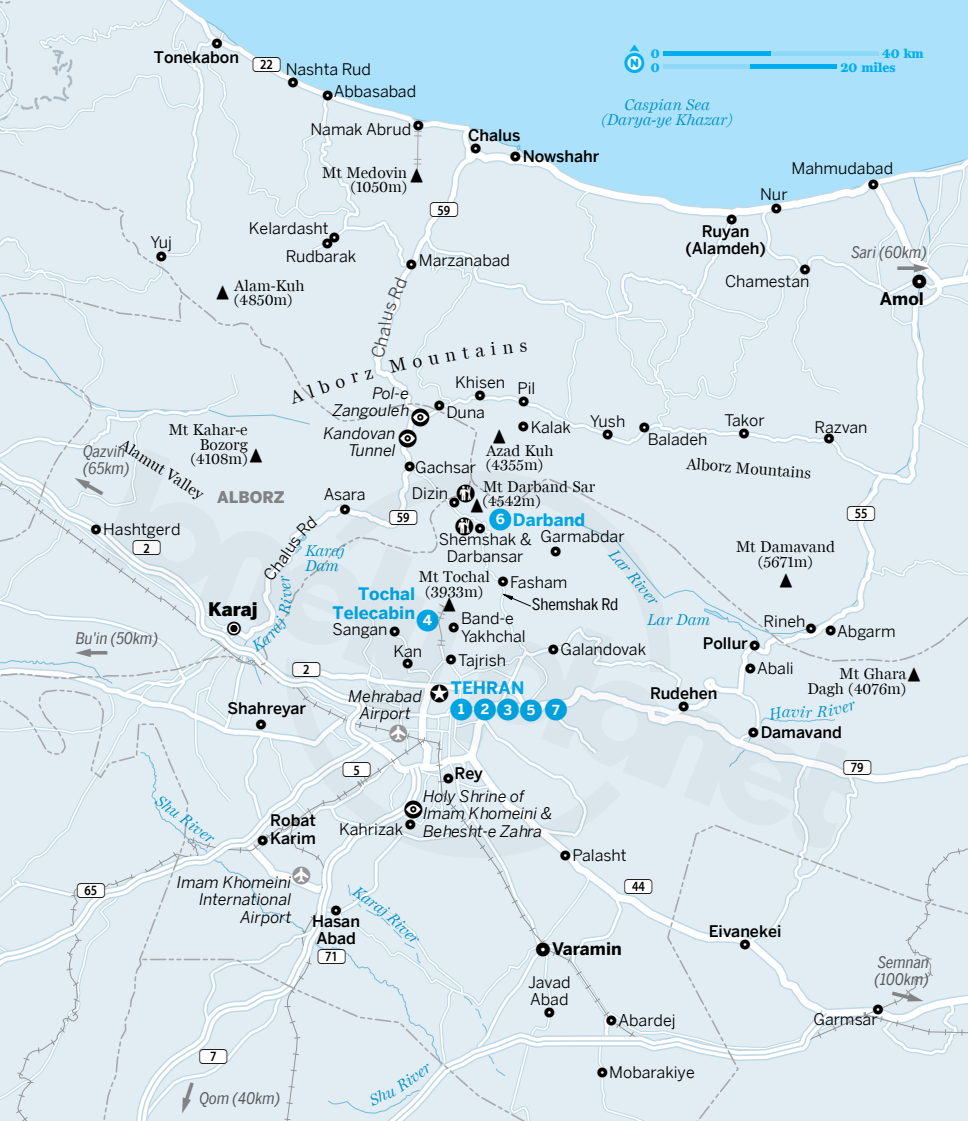 Tonekabon
22
Nashta Rud
Abbasabad
0
40 km
N
0
20 miles
Caspian Sea
(Darya-ye Khazar)
Namak Abrud
Chalus
Nowshahr
Mt Medovin
(1050m)
Mahmudabad
Nur
59
Kelardasht
Rudbarak
Yuj
Marzanabad
Ruyan
(Alamdeh)
Sari (60km)
Chamestan
Amol
Alam-Kuh
(4850m)
Chalus Rd
Alborz Mountains
Khisen
Pil
Pol-e
Zangouleh
Duna
Kalak
Yush
Baladeh
Takor
Razvan
Kandovan
Tunnel
Mt Kahar-e
Bozorg
(4108m)
Azad Kuh
(4355m)
Alborz Mountains
Qazvin
(65km)
Alamut Valley
Gachsar
ALBORZ
Asara
Dizin
Mt Darband Sar
(4542m)
59
6
Darband
55
Hashtgerd
2
Chalus Rd
Shemshak &
Darbansar
Garmabdar
Karaj
Dam
Mt Damavand
(5671m)
Lar River
Mt Tochal
(3933m)
Fasham
Shemshak Rd
Karaj
Karaj River
Tochal
Telecabin
4
Sangan
Band-e
Yakhchal
Lar Dam
Rineh
Abgarm
Bu'in (50km)
Kan
Tajrish
Galandovak
Pollur
Abali
2
Mt Ghara
Dagh (4076m)
Mehrabad
Airport
TEHRAN
1
2
3
5
7
Rudehen
Shahreyar
Havir River
Damavand
5
Rey
79
Holy Shrine of
Imam Khomeini &
Behesht-e Zahra
Shu River
Robat
Karim
Kahrizak
Palasht
Imam Khomeini
International
Airport
65
44
Hasan
Abad
Karaj River
71
Eivanekei
Varamin
Semnan
(100km)
Javad
Abad
Abardej
Garmsar
7
Mobarakiye
Shu River
Qom (40km)
lonely planet